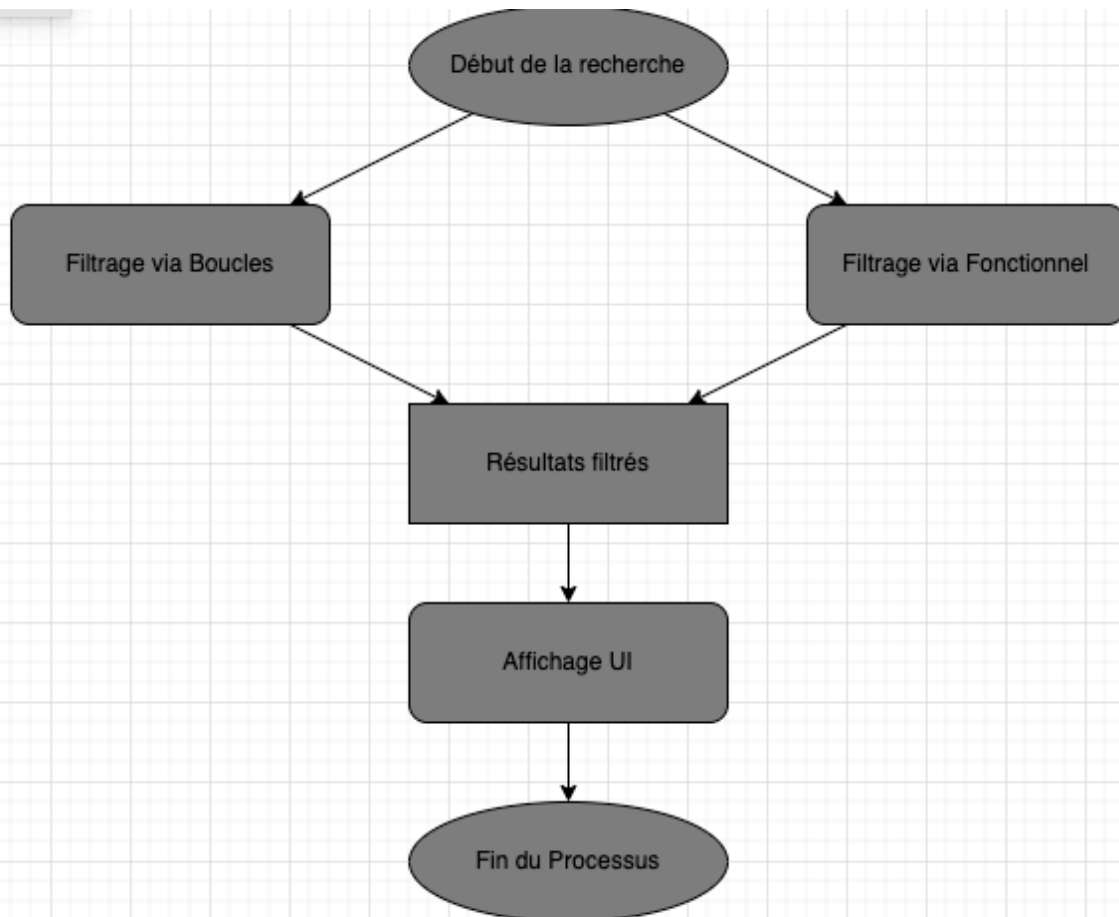 Début de la recherche
Filtrage via Boucles
Filtrage via Fonctionnel
Résultats filtrés
Affichage UI
Fin du Processus